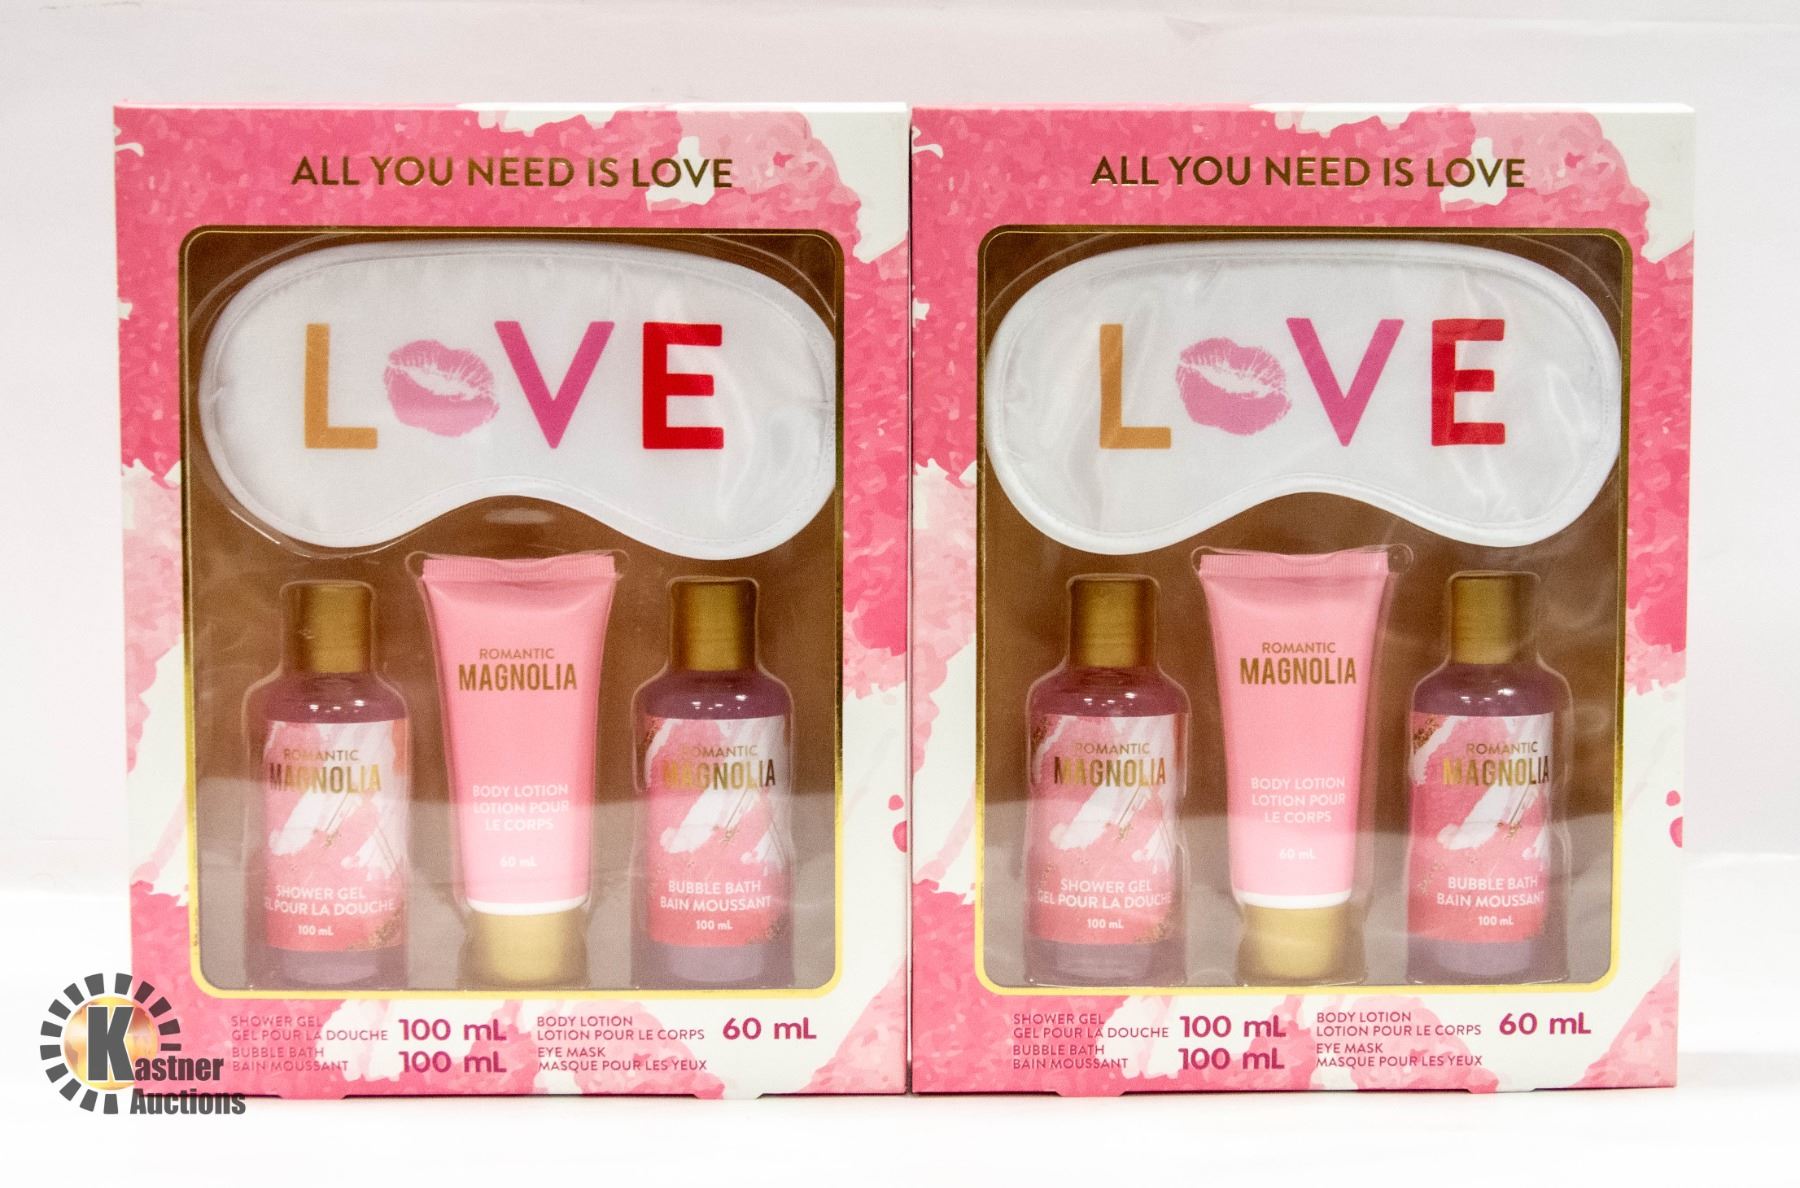 ALL YOU NEED IS LOVE
L VE
ROMANTIC
MAGNOLIA
BODY LOTION
LOTION POUR
LE CORPS
60 mL
ROMANTIC
MAGNOLIA
SHOWER GEL
GEL POUR LA DOUCHE
100 mL
ROMANTIC
MAGNOLIA
BUBBLE BATH
BAIN MOUSSANT
100 mL
SHOWER GEL
GEL POUR LA DOUCHE 100 mL
BUBBLE BATH
BAIN MOUSSANT 100 mL
BODY LOTION
LOTION POUR LE CORPS 60 mL
EYE MASK
MASQUE POUR LES YEUX
ALL YOU NEED IS LOVE
L VE
ROMANTIC
MAGNOLIA
BODY LOTION
LOTION POUR
LE CORPS
60 mL
ROMANTIC
MAGNOLIA
SHOWER GEL
GEL POUR LA DOUCHE
100 mL
ROMANTIC
MAGNOLIA
BUBBLE BATH
BAIN MOUSSANT
100 mL
SHOWER GEL
GEL POUR LA DOUCHE 100 mL
BUBBLE BATH
BAIN MOUSSANT 100 mL
BODY LOTION
LOTION POUR LE CORPS 60 mL
EYE MASK
MASQUE POUR LES YEUX
Kastner
Auctions